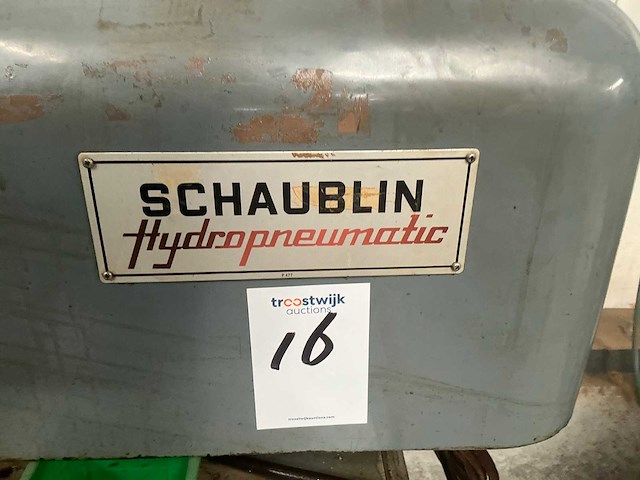 SCHAUBLIN
Hydropneumatic
troostwijk
auctions
16